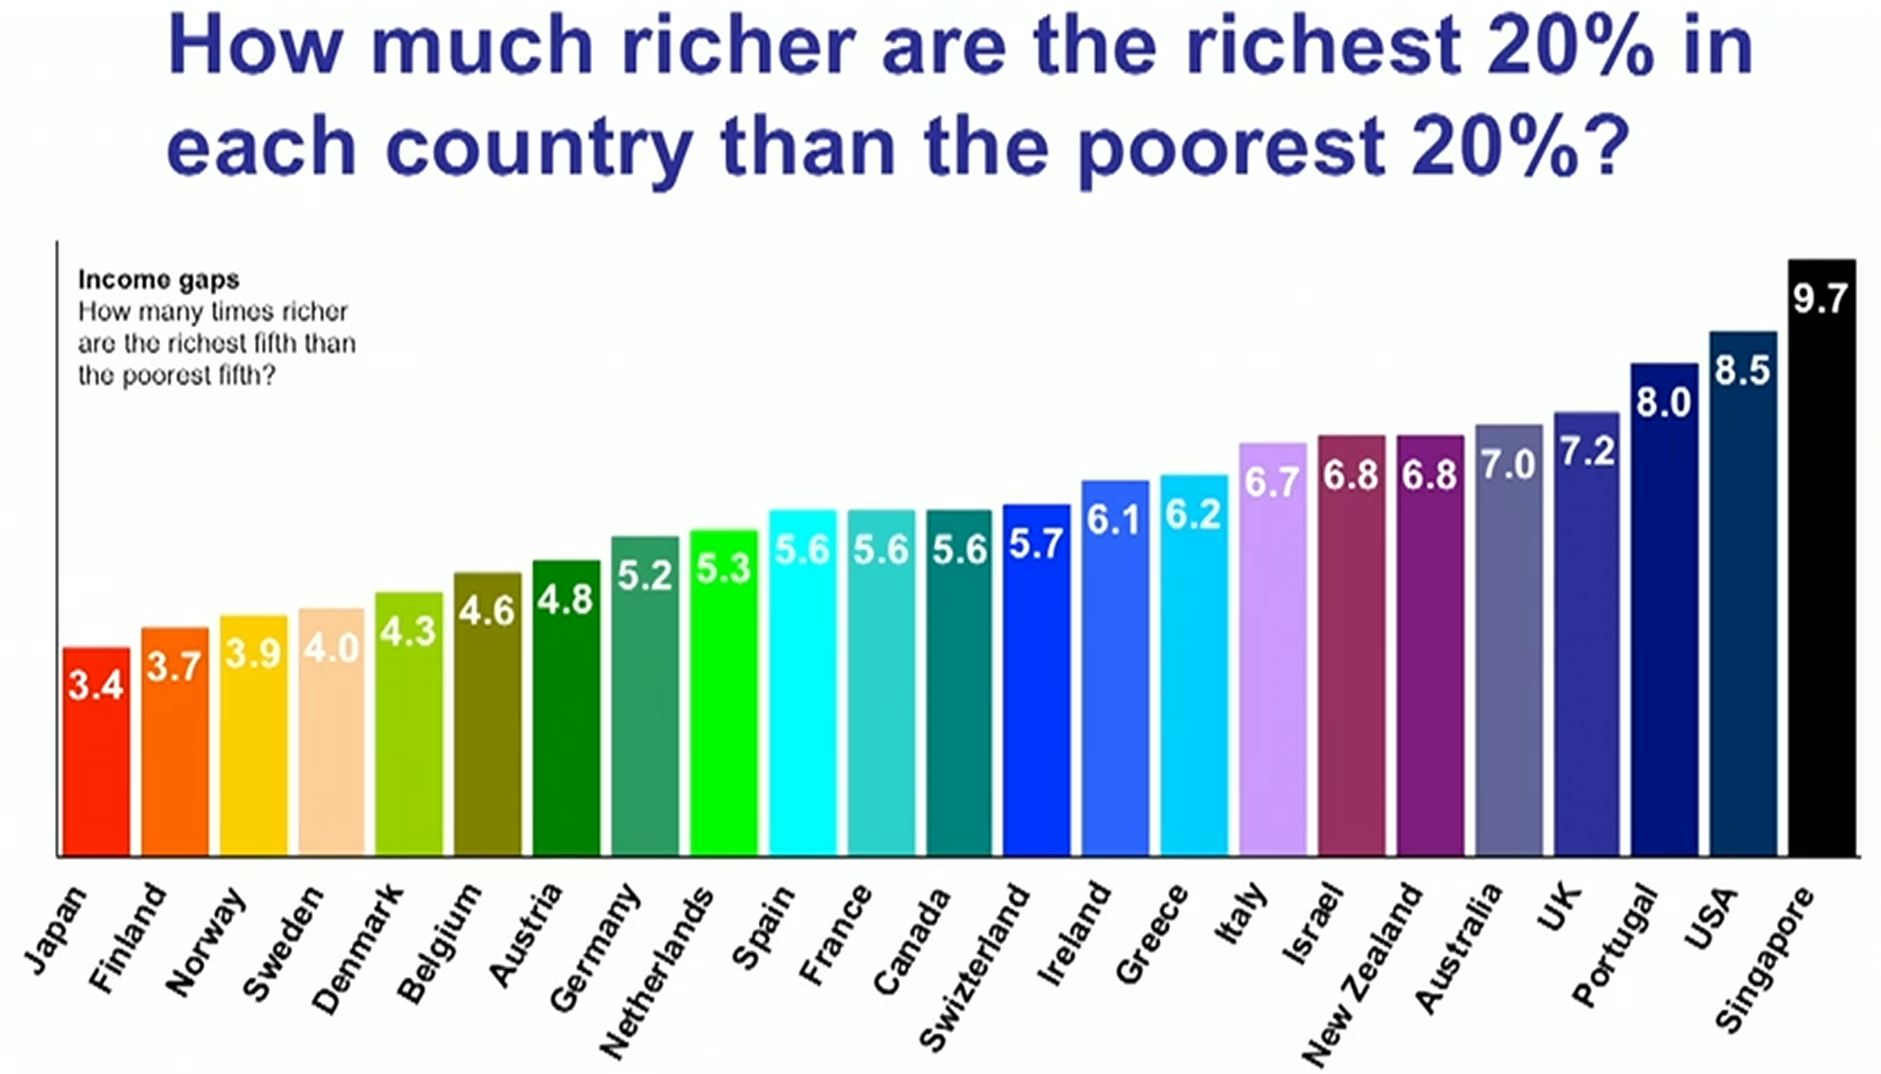 How much richer are the richest 20% in
each country than the poorest 20%?
Income gaps
How many times richer
are the richest fifth than
the poorest fifth?
3.4
3.7
3.9
4.0
4.3
4.6
4.8
5.2
5.3
5.6
5.6
5.6
5.7
6.1
6.2
6.7
6.8
6.8
7.0
7.2
8.0
8.5
9.7
Japan
Finland
Norway
Sweden
Denmark
Belgium
Austria
Germany
Netherlands
Spain
France
Canada
Swizterland
Ireland
Greece
Italy
Israel
New Zealand
Australia
UK
Portugal
USA
Singapore